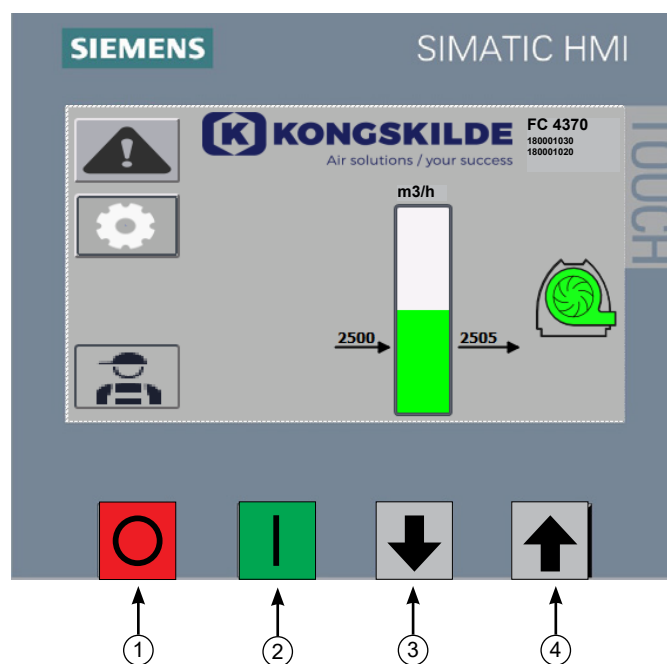 SIEMENS
SIMATIC HMI
TOUCH
K KONGSKILDE
Air solutions / your success
FC 4370
180001030
180001020
m3/h
2500
2505
1
2
3
4